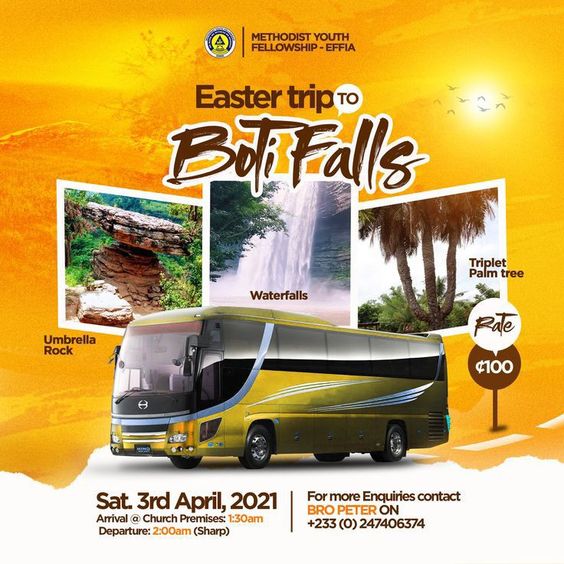 METHODIST YOUTH
FELLOWSHIP - EFFIA
Easter trip TO
Boti Falls
Umbrella
Rock
Waterfalls
Triplet
Palm tree
Rate
¢100
Sat. 3rd April, 2021
Arrival @ Church Premises: 1:30am
Departure: 2:00am (Sharp)
For more Enquiries contact
BRO PETER ON
+233 (0) 247406374